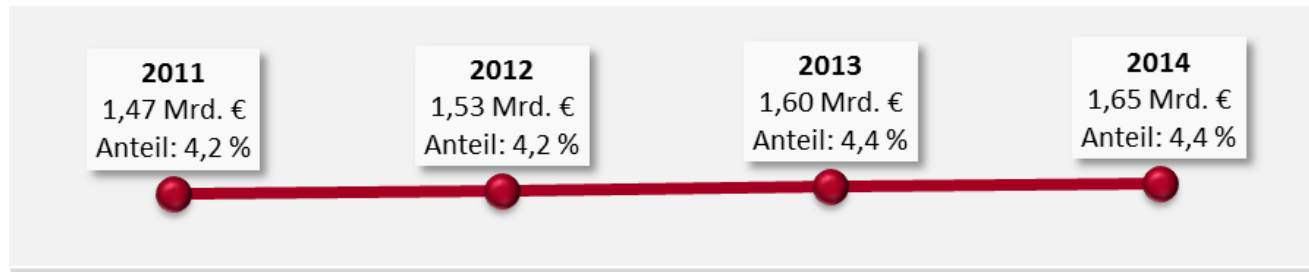 2011
1,47 Mrd. €
Anteil: 4,2 %
2012
1,53 Mrd. €
Anteil: 4,2 %
2013
1,60 Mrd. €
Anteil: 4,4 %
2014
1,65 Mrd. €
Anteil: 4,4 %